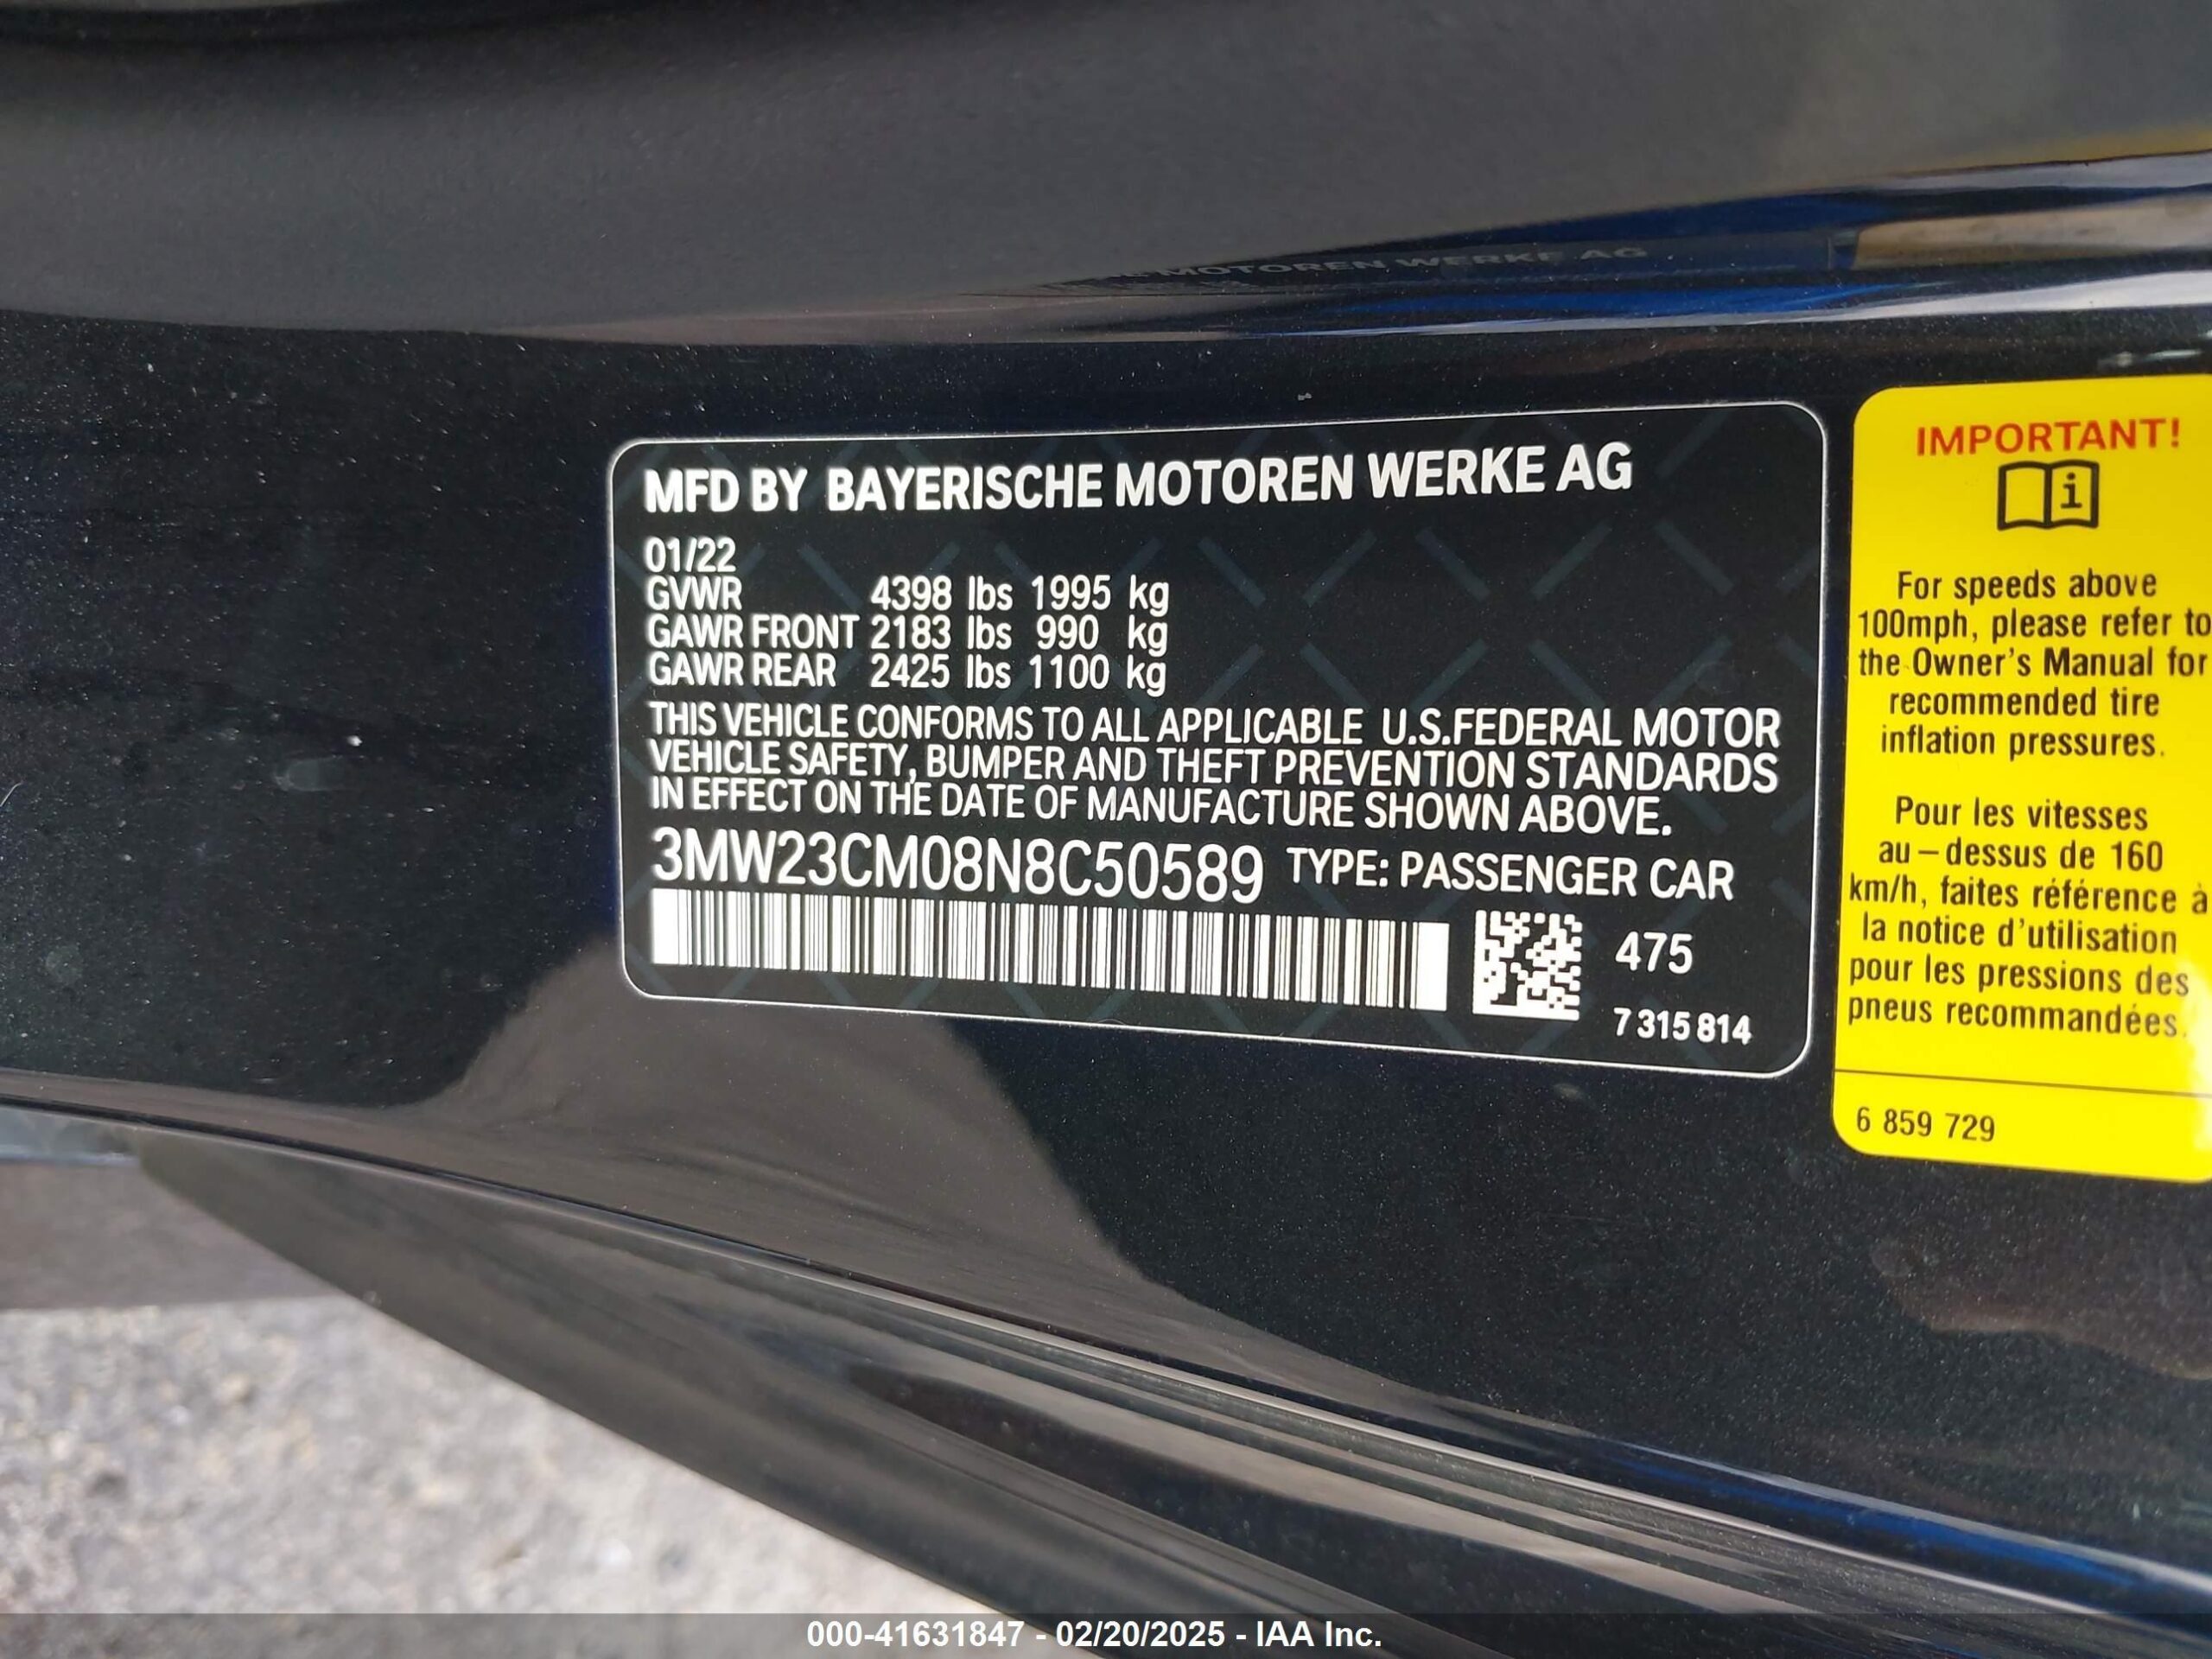 MFD BY BAYERISCHE MOTOREN WERKE AG
01/22
GVWR 4398 lbs 1995 kg
GAWR FRONT 2183 lbs 990 kg
GAWR REAR 2425 lbs 1100 kg
THIS VEHICLE CONFORMS TO ALL APPLICABLE U.S.FEDERAL MOTOR
VEHICLE SAFETY, BUMPER AND THEFT PREVENTION STANDARDS
IN EFFECT ON THE DATE OF MANUFACTURE SHOWN ABOVE.
3MW23CM08N8C50589 TYPE: PASSENGER CAR
475
7 315 814
IMPORTANT!
i
For speeds above
100mph, please refer to
the Owner's Manual for
recommended tire
inflation pressures.
Pour les vitesses
au-dessus de 160
km/h, faites référence à
la notice d'utilisation
pour les pressions des
pneus recommandées.
6 859 729
MOTOREN WERKE AG
000-41631847 - 02/20/2025 - IAA Inc.